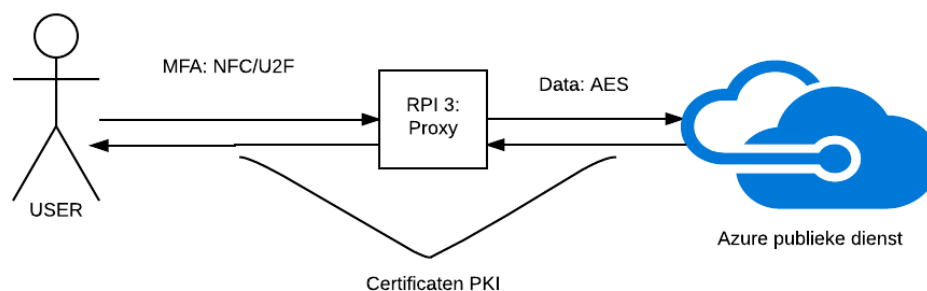 MFA: NFC/U2F
Data: AES
RPI 3:
Proxy
USER
Azure publieke dienst
Certificaten PKI